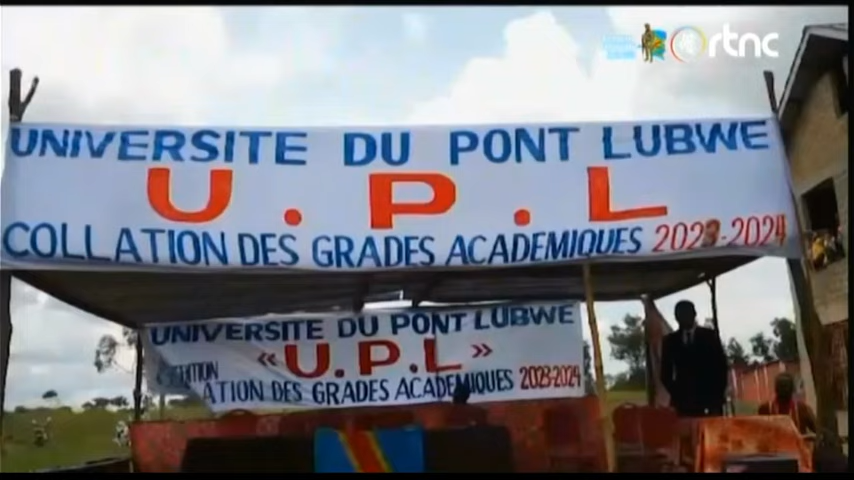 rtnc
UNIVERSITE DU PONT LUBWE
U.P.L
COLLATION DES GRADES ACADEMIQUES 2023-2024
UNIVERSITE DU PONT LUBWE
« U.P.L »
ATION DES GRADES ACADEMIQUES 2023-2024